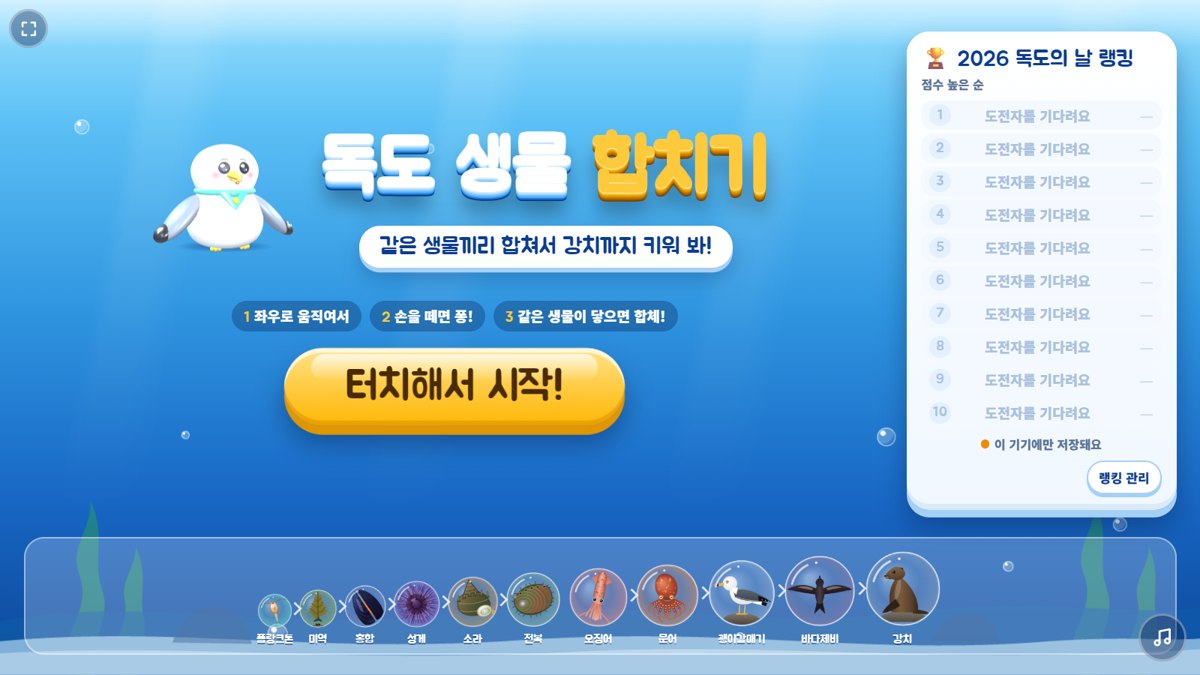 독도 생물 합치기
같은 생물끼리 합쳐서 강치까지 키워 봐!
1 좌우로 움직여서
2 손을 떼면 퐁!
3 같은 생물이 닿으면 합체!
터치해서 시작!
2026 독도의 날 랭킹
점수 높은 순
1 도전자를 기다려요 —
2 도전자를 기다려요 —
3 도전자를 기다려요 —
4 도전자를 기다려요 —
5 도전자를 기다려요 —
6 도전자를 기다려요 —
7 도전자를 기다려요 —
8 도전자를 기다려요 —
9 도전자를 기다려요 —
10 도전자를 기다려요 —
이 기기에만 저장돼요
랭킹 관리
플랑크톤 미역 홍합 성게 소라 전복 오징어 문어 괭이갈매기 바다제비 강치